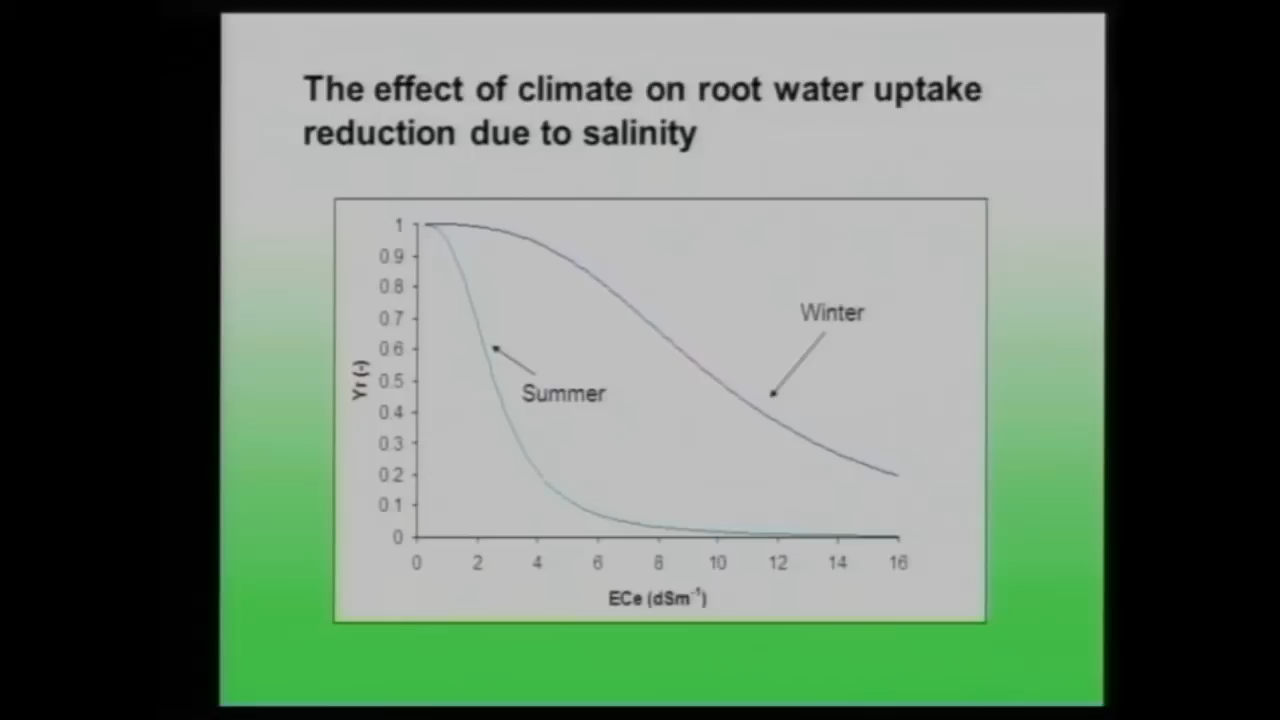 The effect of climate on root water uptake
reduction due to salinity
1
0.9
0.8
0.7
0.6
0.5
0.4
0.3
0.2
0.1
0
Yr (-)
Winter
Summer
0 2 4 6 8 10 12 14 16
ECe (dSm⁻¹)